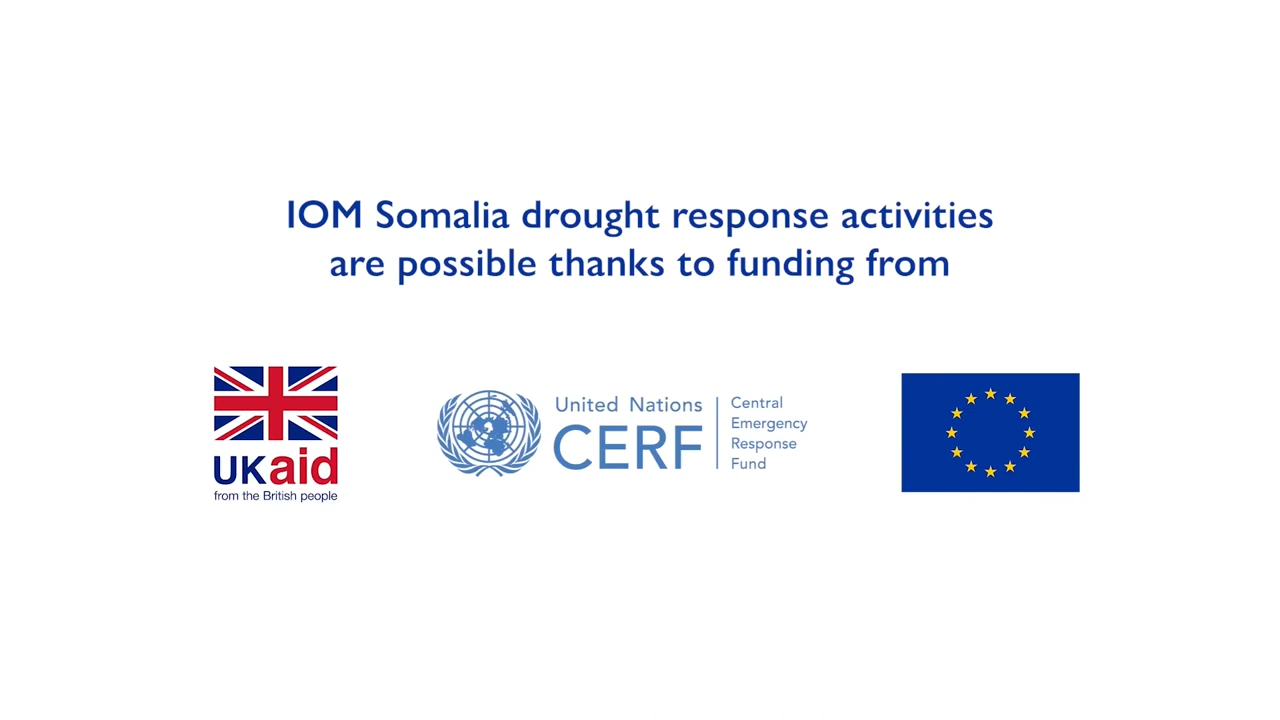 IOM Somalia drought response activities
are possible thanks to funding from
UKaid
from the British people
United Nations
CERF
Central
Emergency
Response
Fund